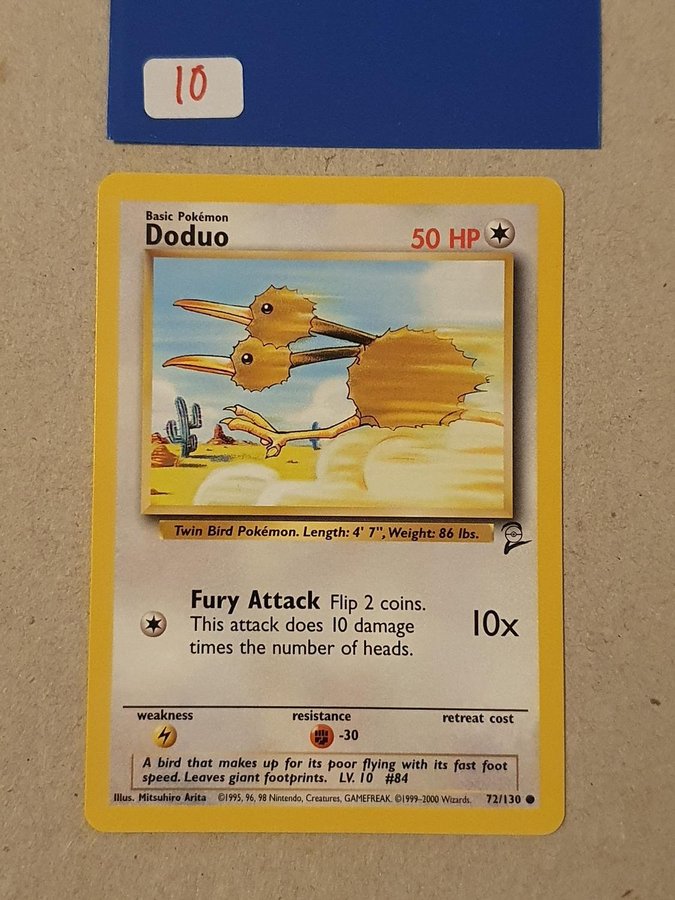 10
Basic Pokémon
Doduo
50 HP
Twin Bird Pokémon. Length: 4' 7", Weight: 86 lbs.
Fury Attack Flip 2 coins.
This attack does 10 damage
times the number of heads.
10x
weakness
resistance
retreat cost
-30
A bird that makes up for its poor flying with its fast foot
speed. Leaves giant footprints. LV. 10 #84
Illus. Mitsuhiro Arita ©1995, 96, 98 Nintendo, Creatures, GAMEFREAK. ©1999-2000 Wizards. 72/130